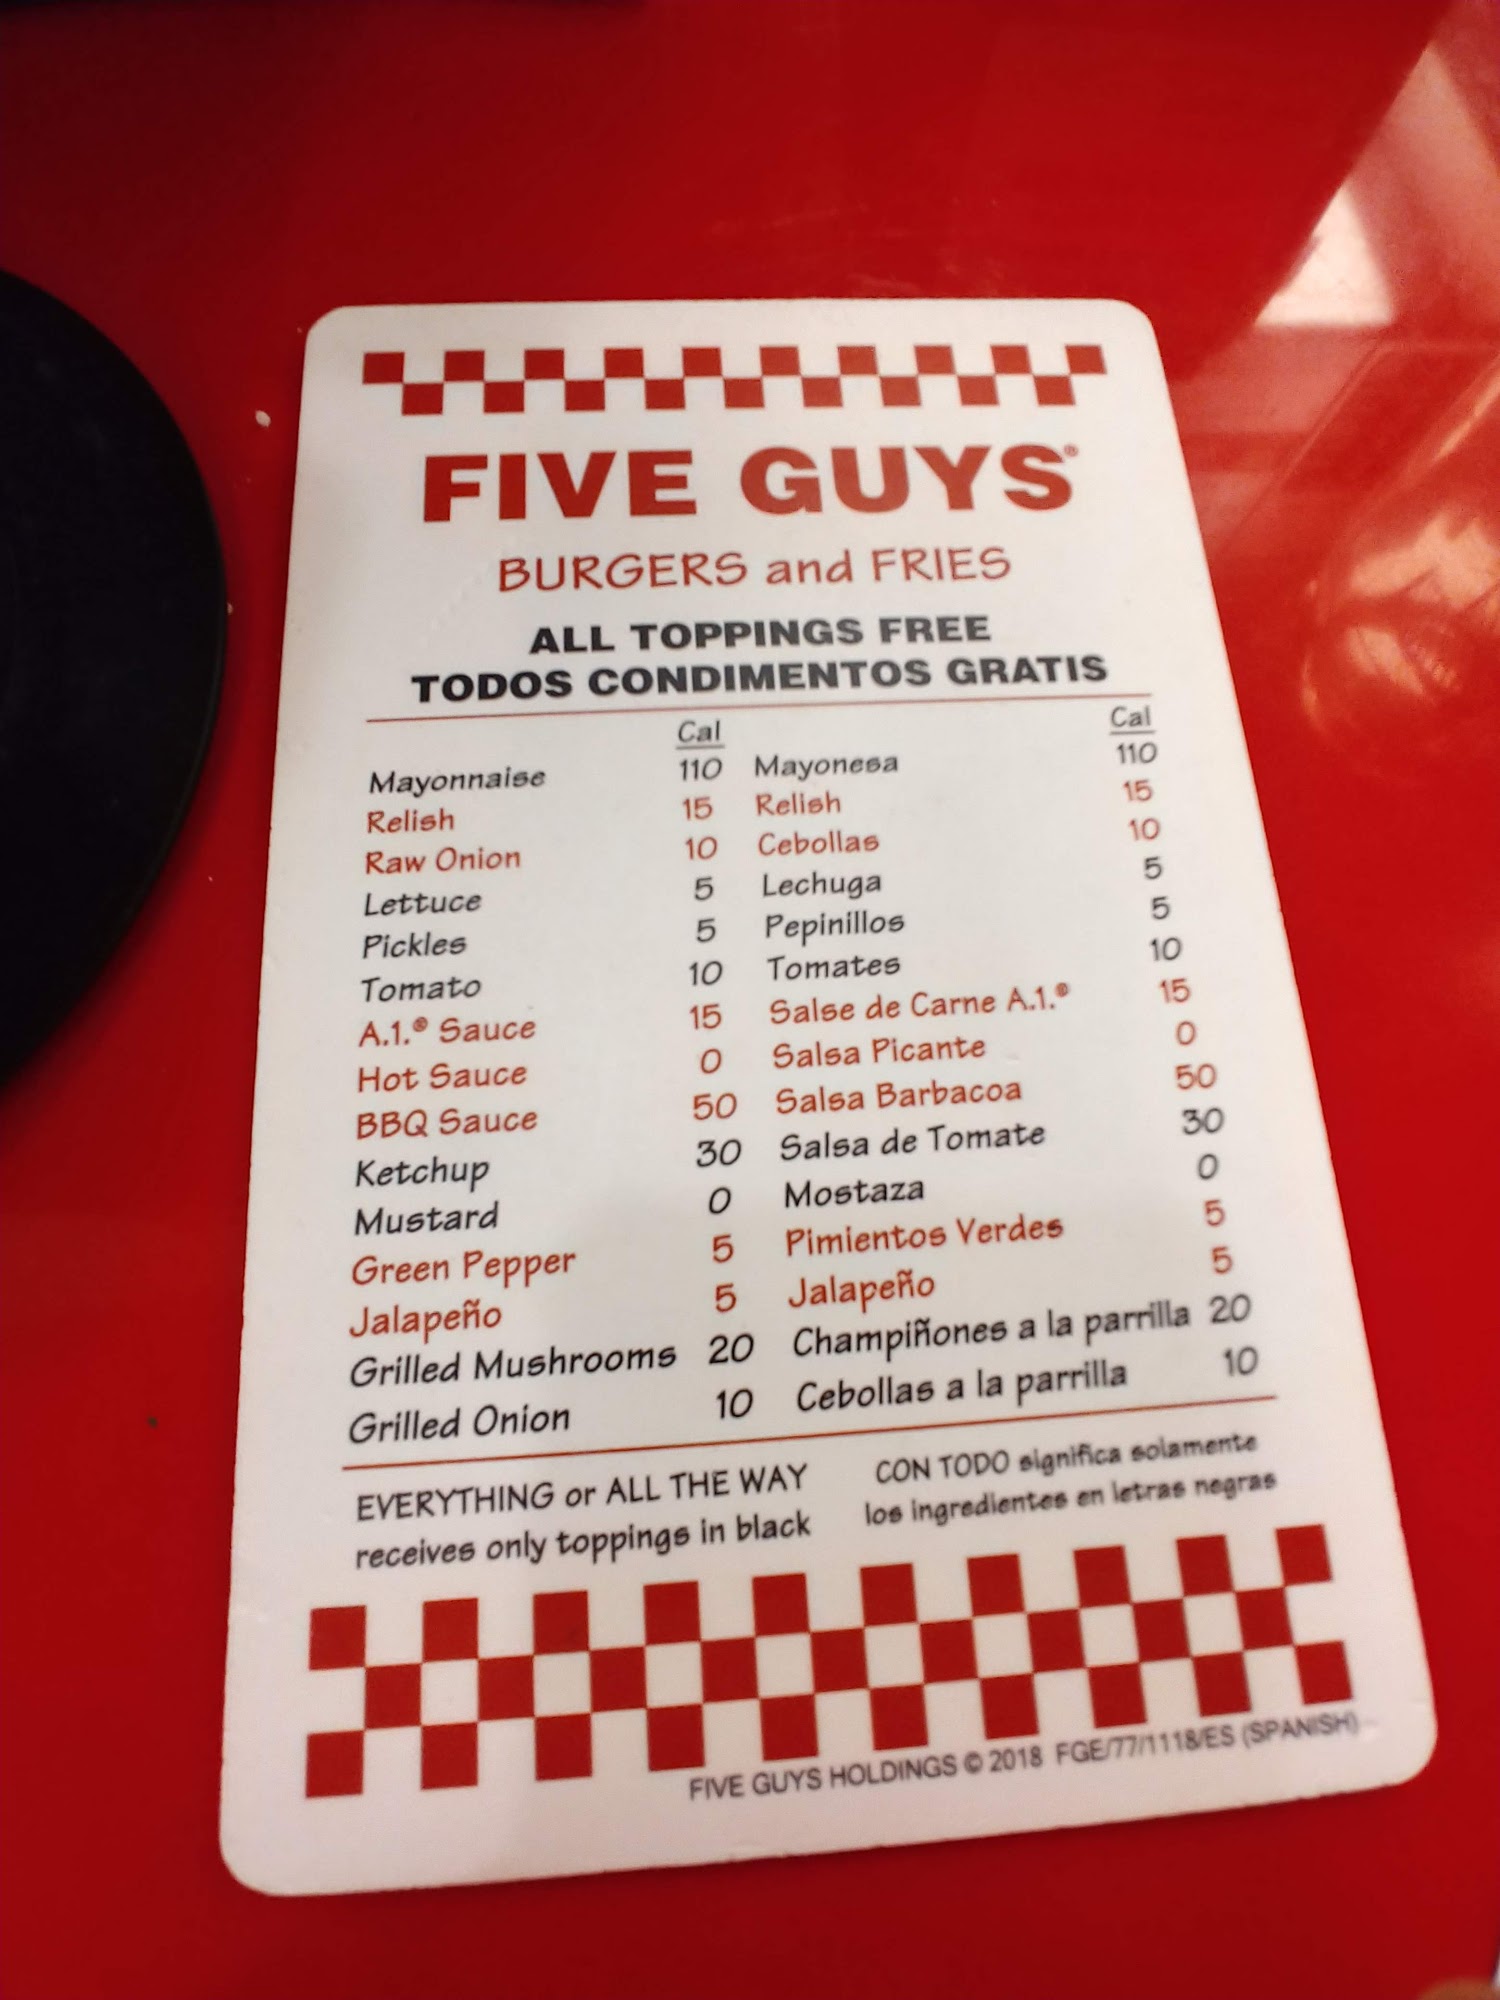 FIVE GUYS®
BURGERS and FRIES
ALL TOPPINGS FREE
TODOS CONDIMENTOS GRATIS
Cal Cal
Mayonnaise 110 Mayonesa 110
Relish 15 Relish 15
Raw Onion 10 Cebollas 10
Lettuce 5 Lechuga 5
Pickles 5 Pepinillos 5
Tomato 10 Tomates 10
A.1.® Sauce 15 Salse de Carne A.1.® 15
Hot Sauce 0 Salsa Picante 0
BBQ Sauce 50 Salsa Barbacoa 50
Ketchup 30 Salsa de Tomate 30
Mustard 0 Mostaza 0
Green Pepper 5 Pimientos Verdes 5
Jalapeño 5 Jalapeño 5
Grilled Mushrooms 20 Champiñones a la parrilla 20
Grilled Onion 10 Cebollas a la parrilla 10
EVERYTHING or ALL THE WAY
receives only toppings in black
CON TODO significa solamente
los ingredientes en letras negras
FIVE GUYS HOLDINGS © 2018 FGE/77/1118/ES (SPANISH)